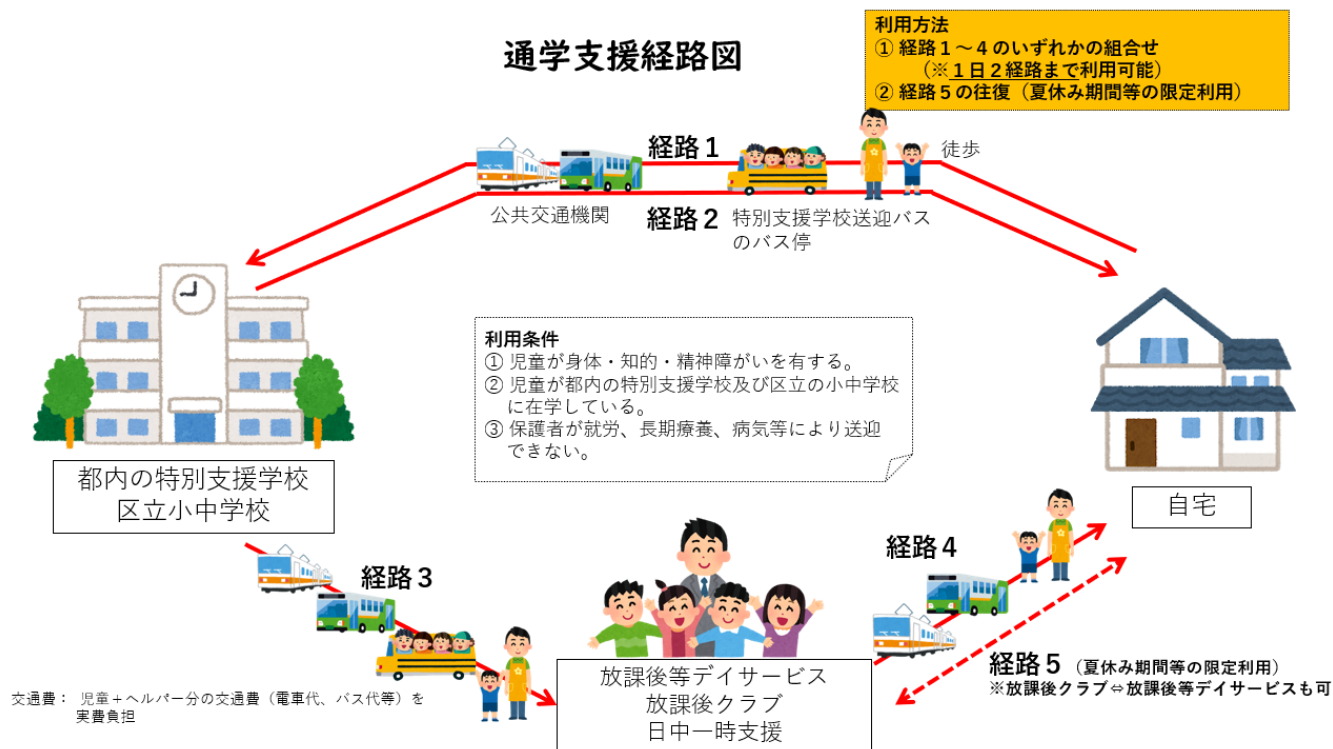 通学支援経路図
利用方法
① 経路１～４のいずれかの組合せ
（※１日２経路まで利用可能）
② 経路５の往復（夏休み期間等の限定利用）
経路１
徒歩
公共交通機関
経路２
特別支援学校送迎バス
のバス停
利用条件
① 児童が身体・知的・精神障がいを有する。
② 児童が都内の特別支援学校及び区立の小中学校
に在学している。
③ 保護者が就労、長期療養、病気等により送迎
できない。
都内の特別支援学校
区立小中学校
自宅
経路３
経路４
放課後等デイサービス
放課後クラブ
日中一時支援
経路５（夏休み期間等の限定利用）
※放課後クラブ⇔放課後等デイサービスも可
交通費： 児童＋ヘルパー分の交通費（電車代、バス代等）を
実費負担